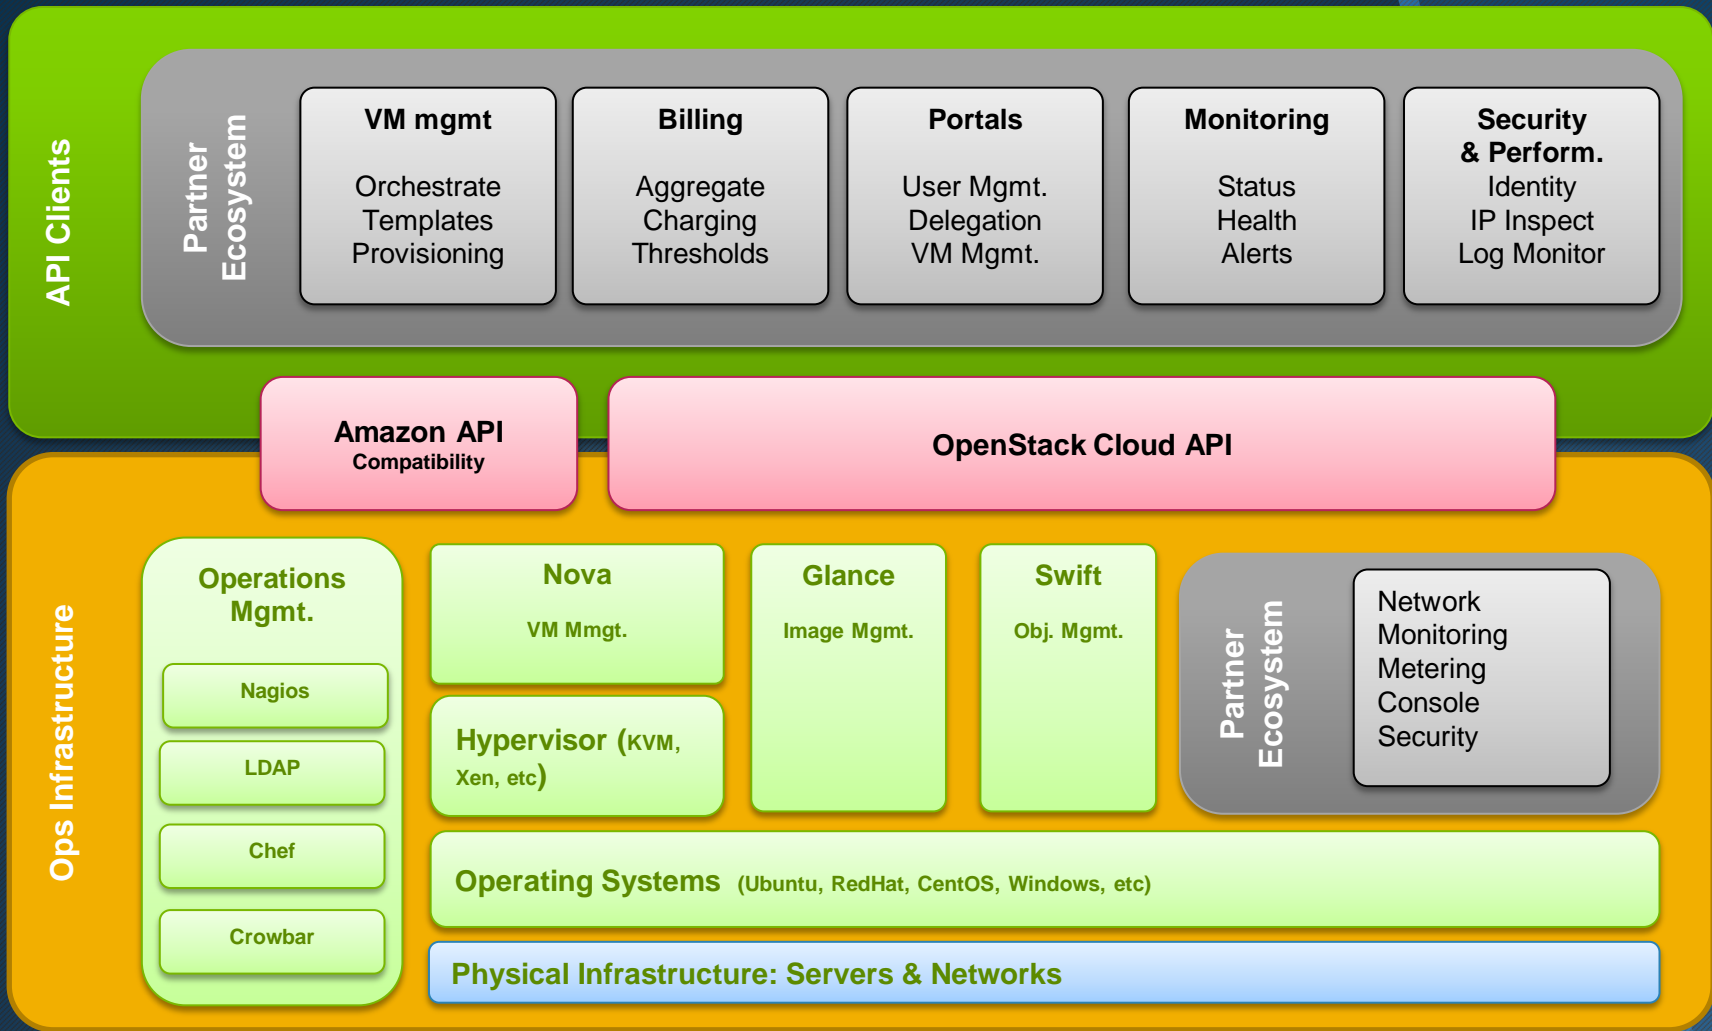 API Clients
Partner
Ecosystem
VM mgmt
Orchestrate
Templates
Provisioning
Billing
Aggregate
Charging
Thresholds
Portals
User Mgmt.
Delegation
VM Mgmt.
Monitoring
Status
Health
Alerts
Security
& Perform.
Identity
IP Inspect
Log Monitor
Amazon API
Compatibility
OpenStack Cloud API
Ops Infrastructure
Operations
Mgmt.
Nagios
LDAP
Chef
Crowbar
Nova
VM Mmgt.
Hypervisor (KVM,
Xen, etc)
Glance
Image Mgmt.
Swift
Obj. Mgmt.
Partner
Ecosystem
Network
Monitoring
Metering
Console
Security
Operating Systems (Ubuntu, RedHat, CentOS, Windows, etc)
Physical Infrastructure: Servers & Networks